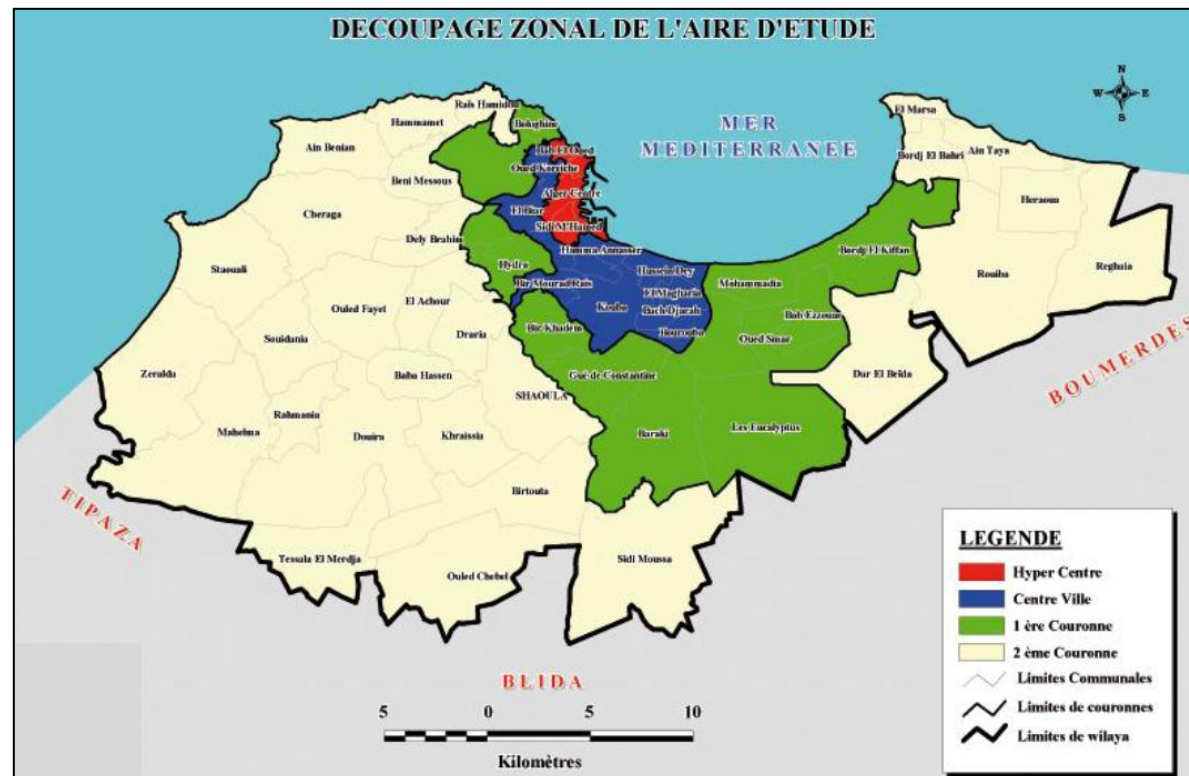 DECOUPAGE ZONAL DE L'AIRE D'ETUDE
N
W E
S
MER
MEDITERRANEE
Raïs Hamidou
Hammamet
Bologhine
Ain Benian
Bab El Oued
Oued Korriche
Beni Messous
Alger Centre
Cheraga
El Biar
Sidi M'Hamed
Dely Brahim
Hamma Annasser
Hydra
Staouali
Bir Mourad Rais
Hussein Dey
El Magharia
Mohammadia
Bordj El Kiffan
El Marsa
Bordj El Bahri
Ain Taya
Heraoua
Rouiba
Reghaia
El Achour
Ouled Fayet
Kouba
Bach Djarah
Bab Ezzouar
Bourouba
Oued Smar
Bir Khadem
Draria
Souidania
Zeralda
Baba Hassen
Gué de Constantine
Dar El Beïda
SHAOULA
Rahmania
Mahelma
Douira
Khraissia
Baraki
Les Eucalyptus
Birtouta
Tessala El Merdja
Ouled Chebel
Sidi Moussa
TIPAZA
BLIDA
BOUMERDES
5 0 5 10
Kilomètres
LEGENDE
Hyper Centre
Centre Ville
1 ère Couronne
2 ème Couronne
Limites Communales
Limites de couronnes
Limites de wilaya